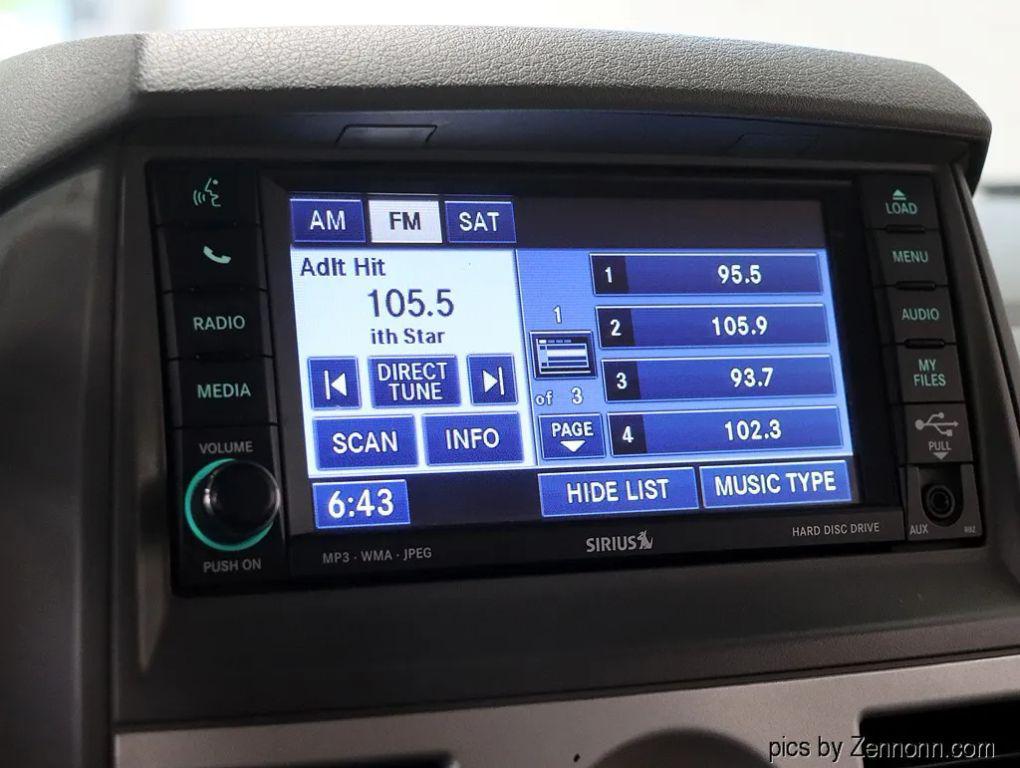 AM FM SAT
Adlt Hit
105.5
ith Star
DIRECT
TUNE
SCAN INFO
6:43
1
of 3
PAGE
1 95.5
2 105.9
3 93.7
4 102.3
HIDE LIST MUSIC TYPE
RADIO
MEDIA
VOLUME
PUSH ON
LOAD
MENU
AUDIO
MY
FILES
PULL
AUX RBZ
MP3 · WMA · JPEG
SIRIUS
HARD DISC DRIVE
pics by Zennonn.com